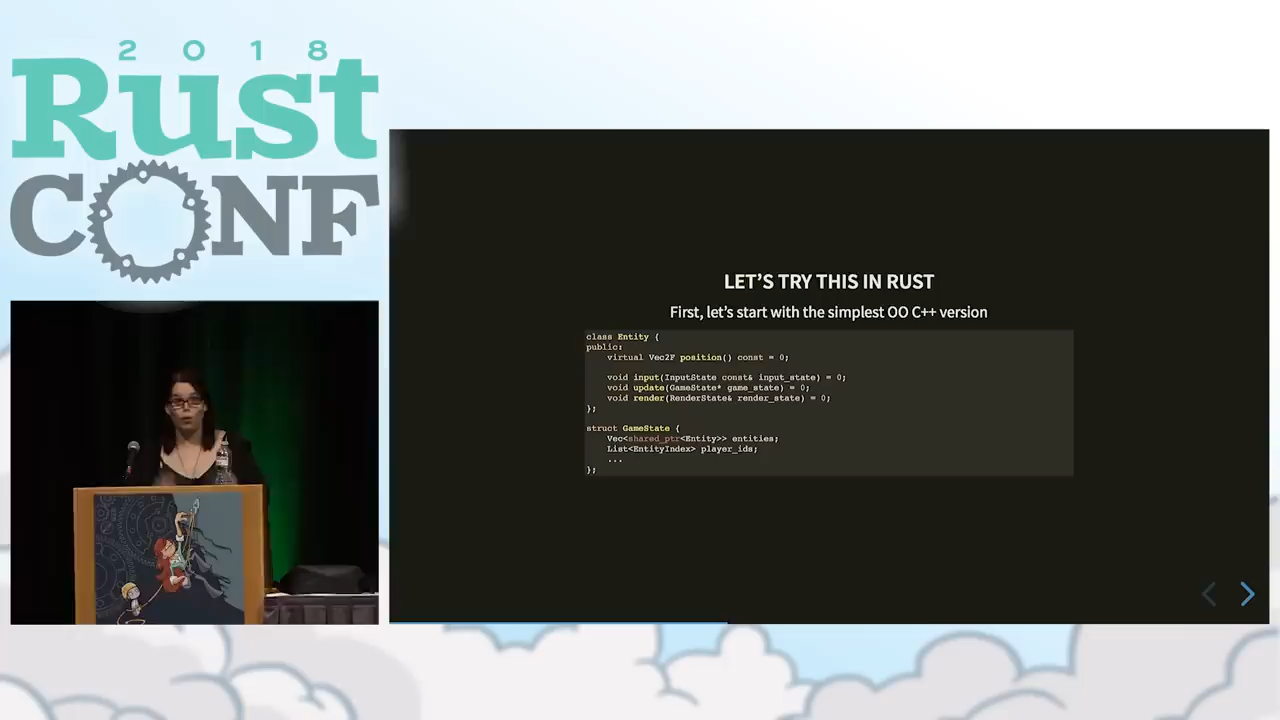 2018
Rust
CONF
LET'S TRY THIS IN RUST
First, let's start with the simplest OO C++ version
class Entity {
public:
virtual Vec2F position() const = 0;
void input(InputState const& input_state) = 0;
void update(GameState* game_state) = 0;
void render(RenderState& render_state) = 0;
};
struct GameState {
Vec<shared_ptr<Entity>> entities;
List<EntityIndex> player_ids;
...
};